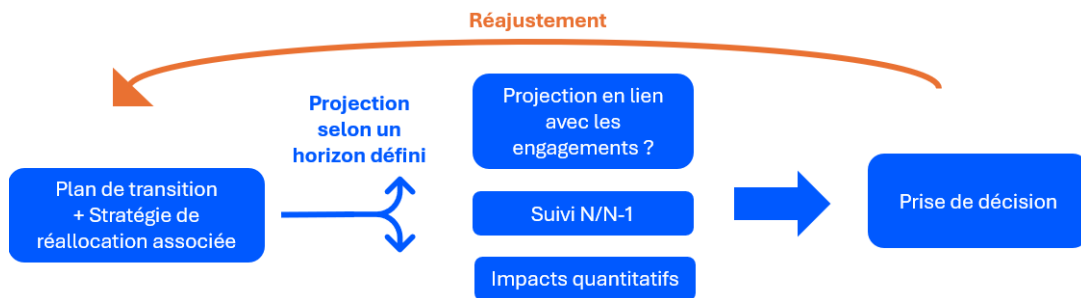 Réajustement
Plan de transition
+ Stratégie de
réallocation associée
Projection
selon un
horizon défini
Projection en lien
avec les
engagements ?
Suivi N/N-1
Impacts quantitatifs
Prise de décision